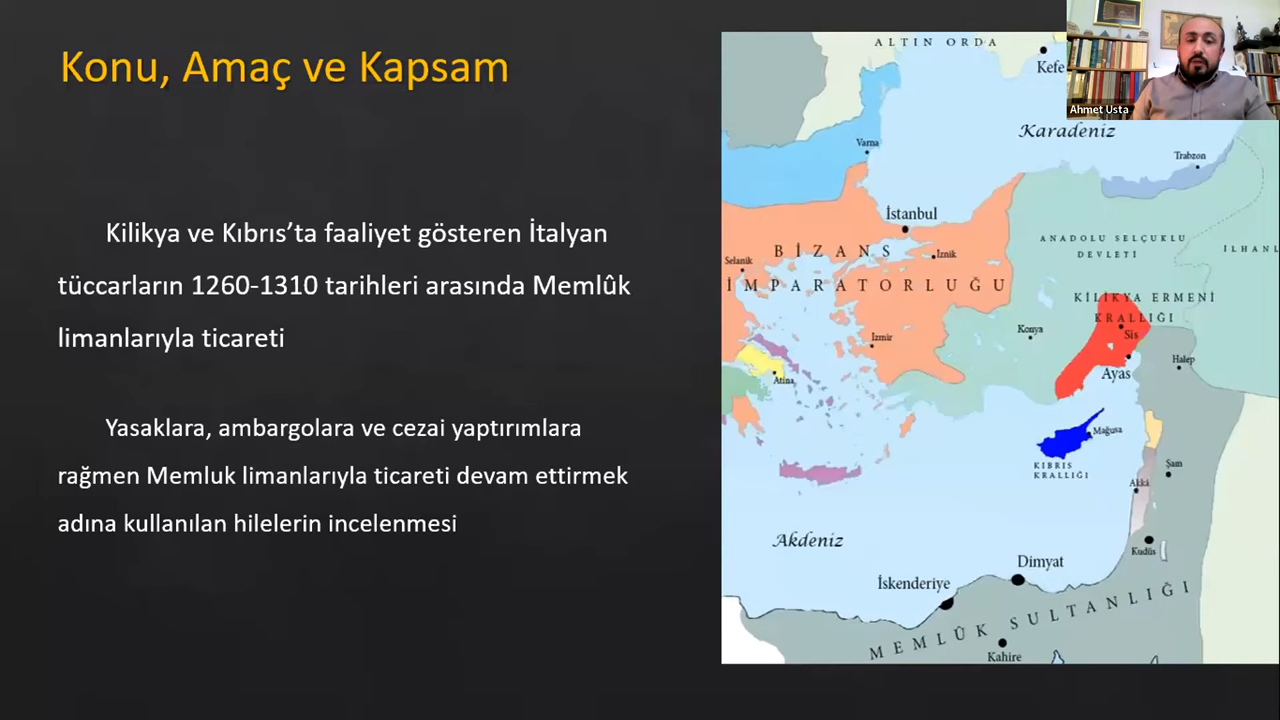 Konu, Amaç ve Kapsam
Kilikya ve Kıbrıs’ta faaliyet gösteren İtalyan
tüccarların 1260-1310 tarihleri arasında Memlûk
limanlarıyla ticareti
Yasaklara, ambargolara ve cezai yaptırımlara
rağmen Memluk limanlarıyla ticareti devam ettirmek
adına kullanılan hilelerin incelenmesi
ALTIN ORDA
Kefe
Ahmet Usta
Karadeniz
Varna
Trabzon
İstanbul
ANADOLU SELÇUKLU
DEVLETİ
İLHANL
BİZANS
İznik
Selanik
İMPARATORLUĞU
KİLİKYA ERMENİ
KRALLIĞI
Konya
Sis
İzmir
Halep
Ayas
Atina
Mağusa
KIBRIS
KRALLIĞI
Şam
Akkâ
Akdeniz
Kudüs
Dimyat
İskenderiye
MEMLÛK SULTANLIĞI
Kahire